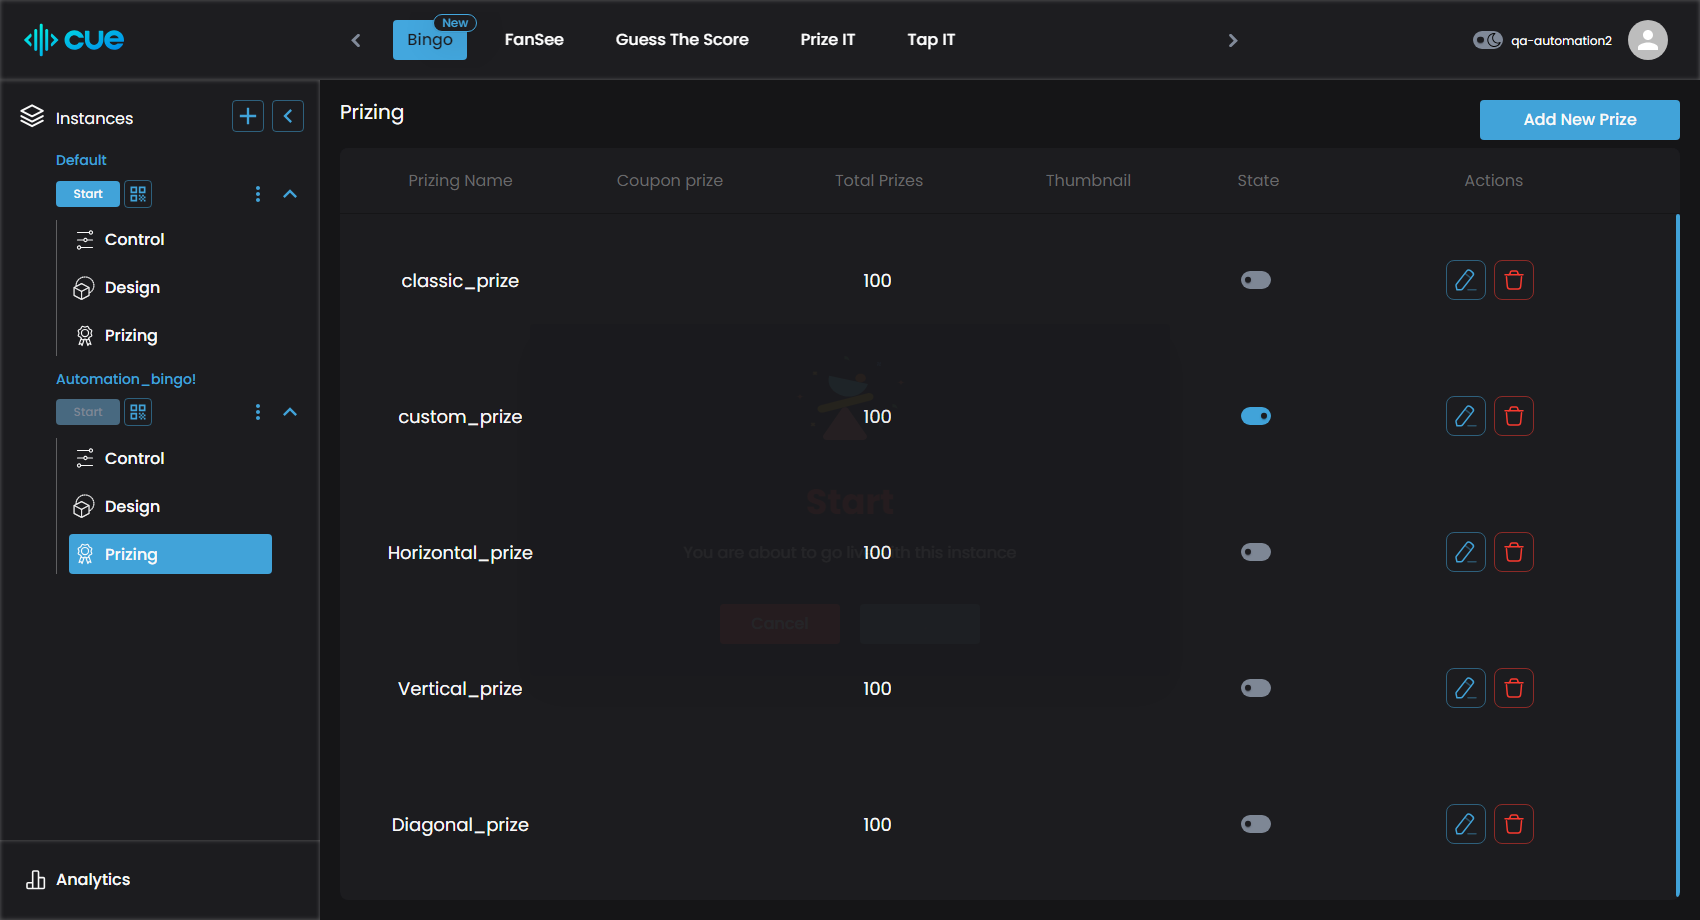 cue
Bingo
New
FanSee
Guess The Score
Prize IT
Tap IT
qa-automation2
Instances
Default
Start
Control
Design
Prizing
Automation_bingo!
Start
Control
Design
Prizing
Analytics
Prizing
Add New Prize
Prizing Name Coupon prize Total Prizes Thumbnail State Actions
classic_prize 100
custom_prize 100
Start
Horizontal_prize 100
You are about to go live with this instance
Cancel
Vertical_prize 100
Diagonal_prize 100